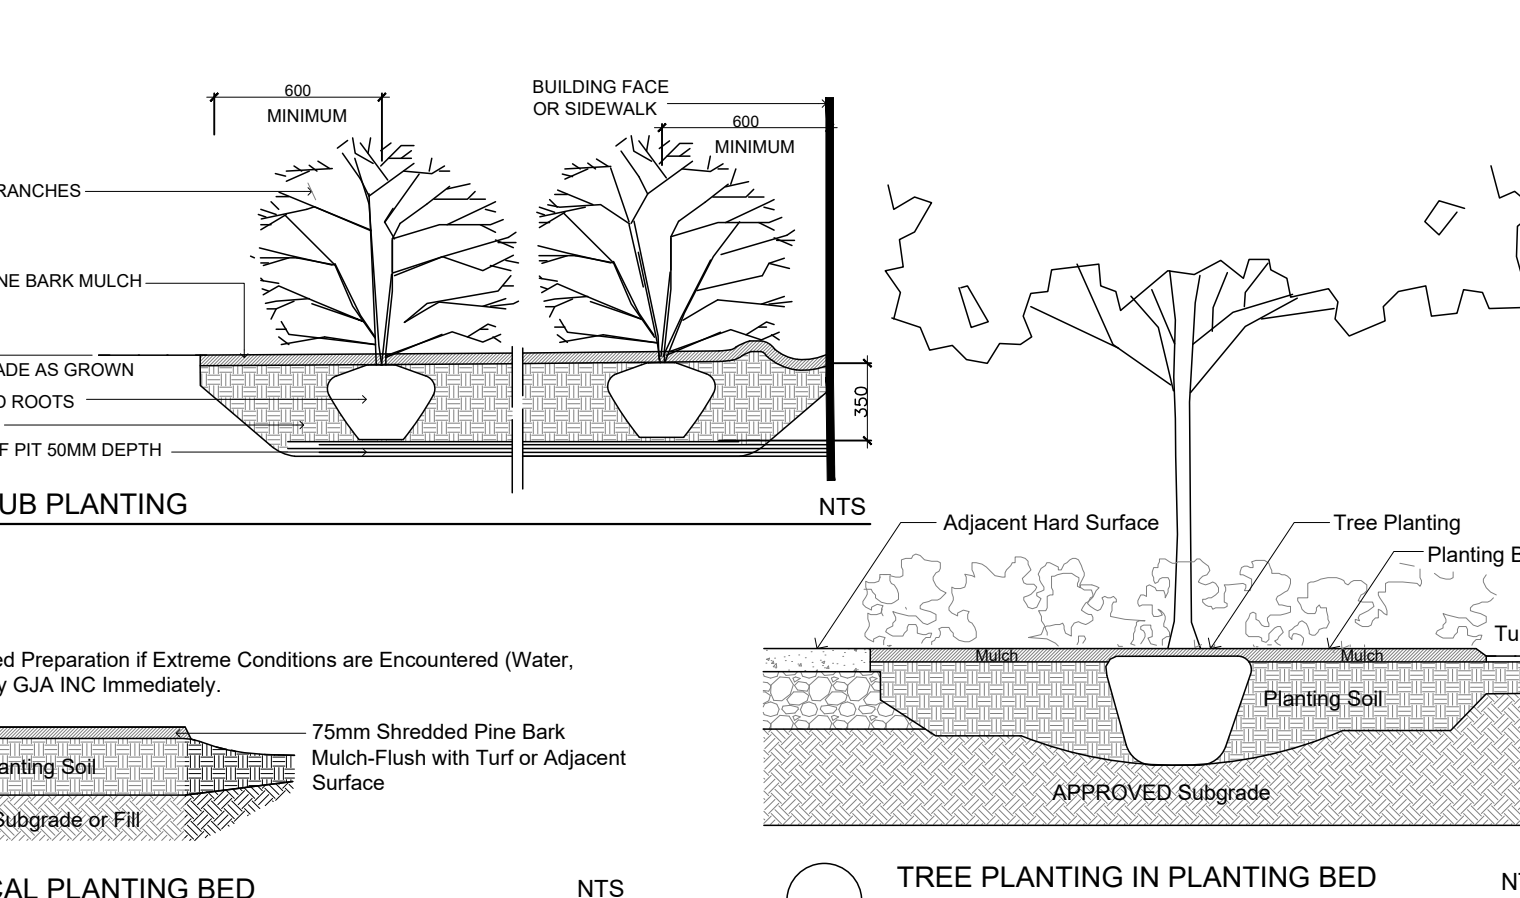 600
MINIMUM
BUILDING FACE
OR SIDEWALK
600
MINIMUM
RANCHES
NE BARK MULCH
ADE AS GROWN
D ROOTS
350
F PIT 50MM DEPTH
UB PLANTING
NTS
Adjacent Hard Surface
Tree Planting
Planting B
Tu
Mulch
Mulch
Planting Soil
APPROVED Subgrade
TREE PLANTING IN PLANTING BED
NT
ed Preparation if Extreme Conditions are Encountered (Water,
y GJA INC Immediately.
75mm Shredded Pine Bark
Mulch-Flush with Turf or Adjacent
Surface
anting Soil
Subgrade or Fill
CAL PLANTING BED
NTS